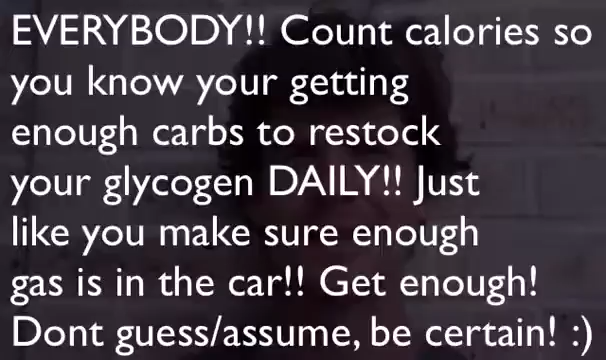 EVERYBODY!! Count calories so
you know your getting
enough carbs to restock
your glycogen DAILY!! Just
like you make sure enough
gas is in the car!! Get enough!
Dont guess/assume, be certain! :)